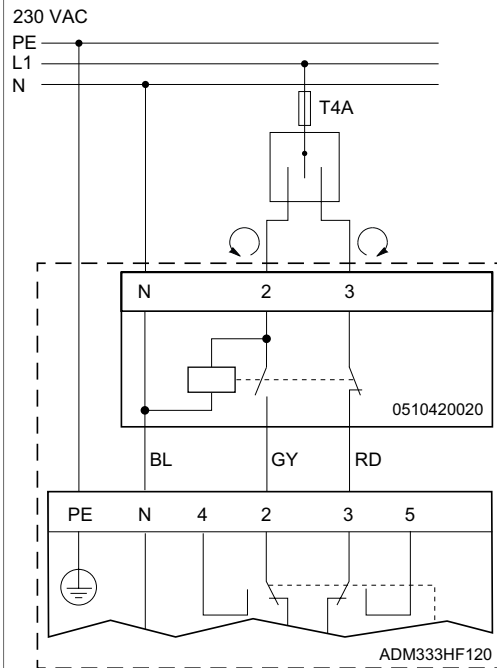 230 VAC
PE
L1
N
T4A
N 2 3
0510420020
BL GY RD
PE N 4 2 3 5
ADM333HF120